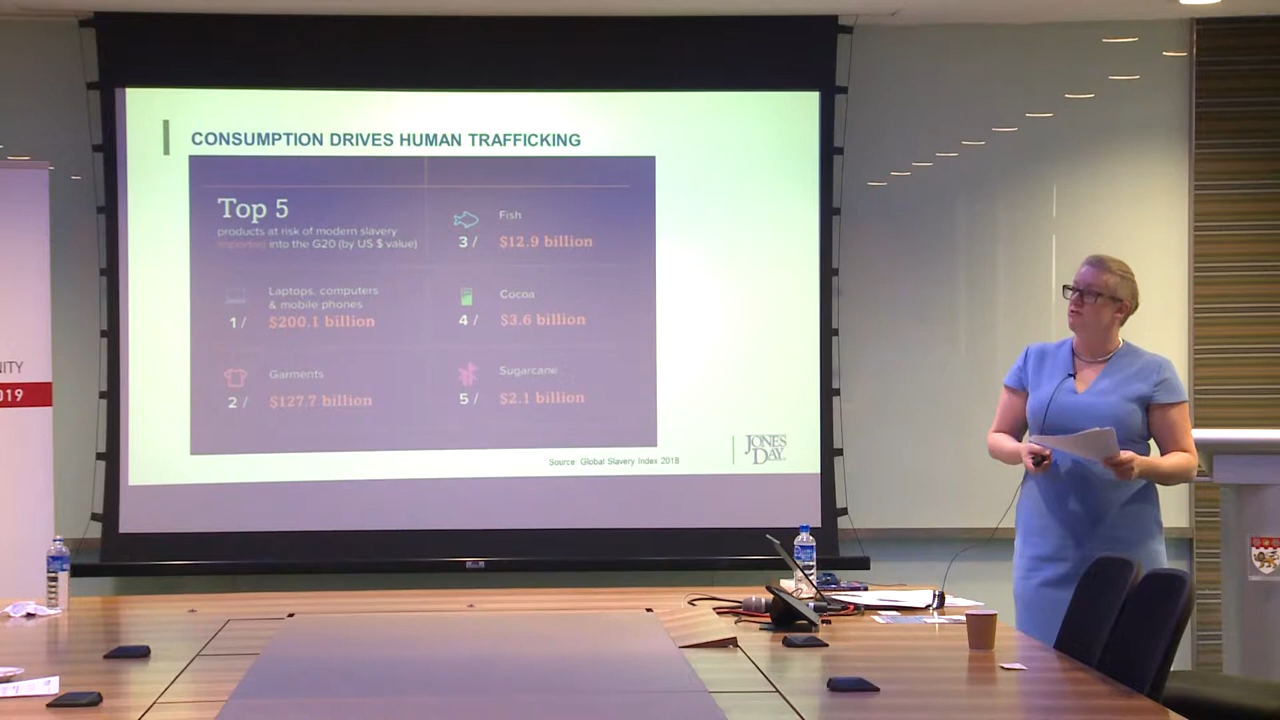 CONSUMPTION DRIVES HUMAN TRAFFICKING
Top 5
products at risk of modern slavery
imported into the G20 (by US $ value)
Laptops, computers
& mobile phones
1 / $200.1 billion
Garments
2 / $127.7 billion
Fish
3 / $12.9 billion
Cocoa
4 / $3.6 billion
Sugarcane
5 / $2.1 billion
Source: Global Slavery Index 2018
JONES
DAY
NITY
019